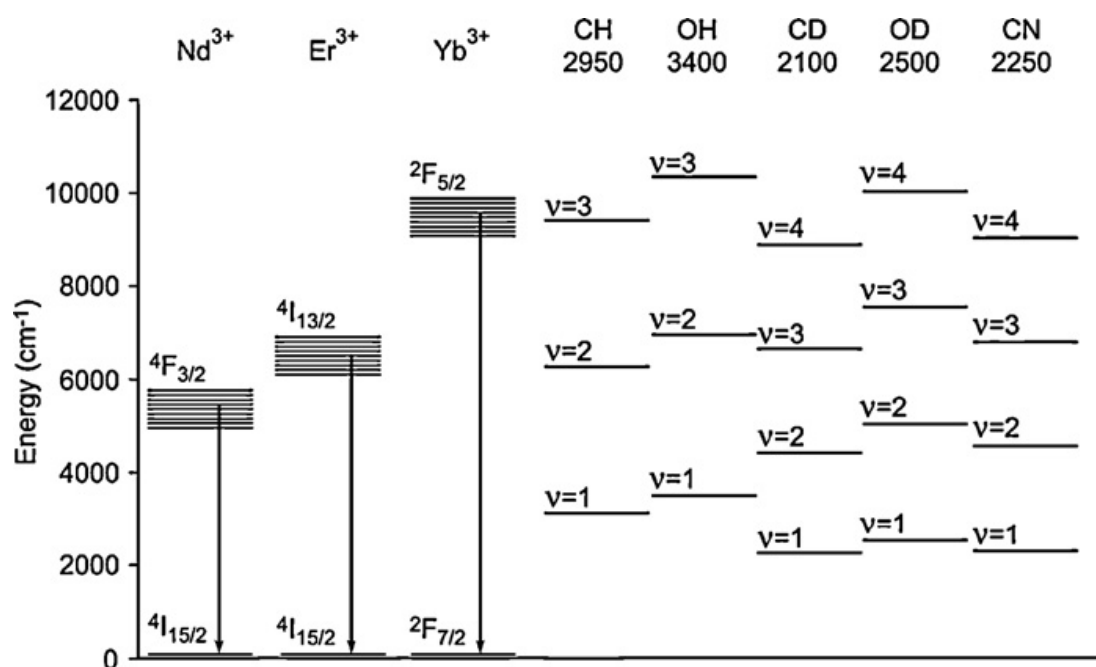 Nd³⁺ Er³⁺ Yb³⁺ CH OH CD OD CN
2950 3400 2100 2500 2250
12000
10000
8000
6000
4000
2000
0
Energy (cm⁻¹)
⁴F₃/₂
⁴I₁₅/₂
⁴I₁₃/₂
⁴I₁₅/₂
²F₅/₂
²F₇/₂
ν=3
ν=2
ν=1
ν=3
ν=2
ν=1
ν=4
ν=3
ν=2
ν=1
ν=4
ν=3
ν=2
ν=1
ν=4
ν=3
ν=2
ν=1